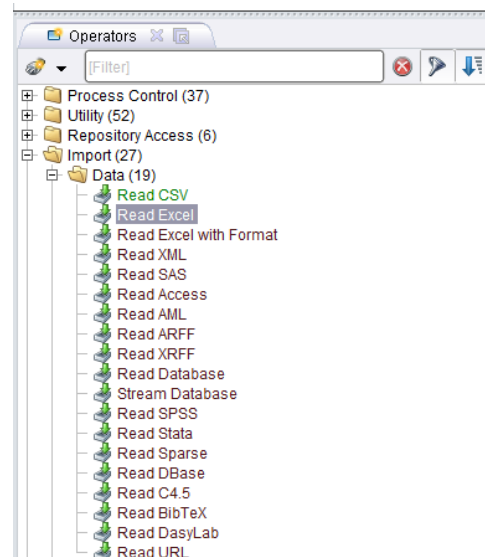 Operators
[Filter]
Process Control (37)
Utility (52)
Repository Access (6)
Import (27)
Data (19)
Read CSV
Read Excel
Read Excel with Format
Read XML
Read SAS
Read Access
Read AML
Read ARFF
Read XRFF
Read Database
Stream Database
Read SPSS
Read Stata
Read Sparse
Read DBase
Read C4.5
Read BibTeX
Read DasyLab
Read URL